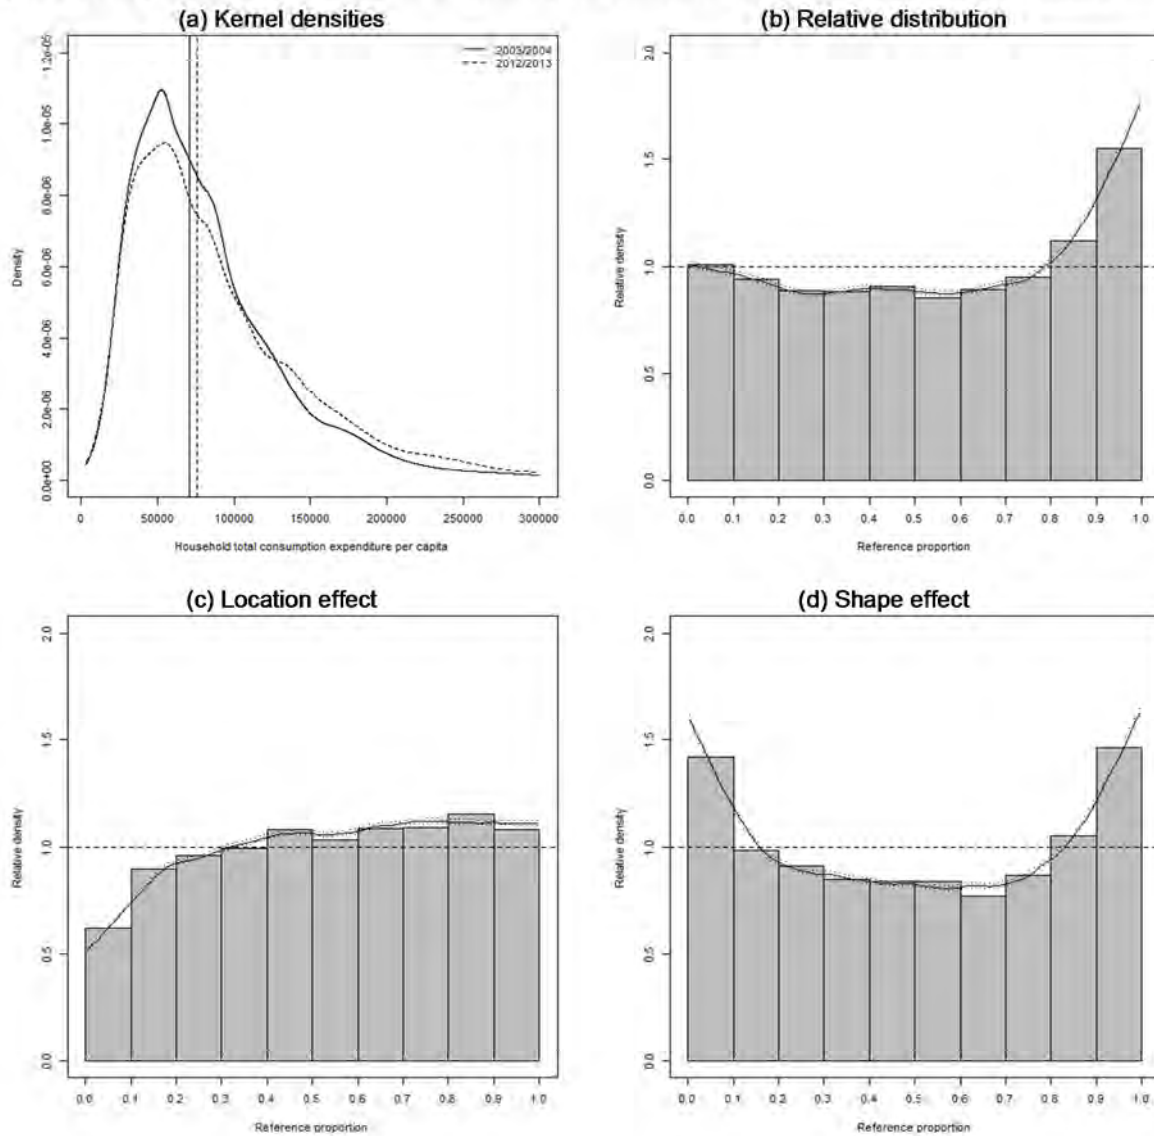 (a) Kernel densities
1.2e-05
1.0e-05
8.0e-06
6.0e-06
4.0e-06
2.0e-06
0.0e+00
Density
2003/2004
2012/2013
0 50000 100000 150000 200000 250000 300000
Household total consumption expenditure per capita
(b) Relative distribution
2.0
1.5
1.0
0.5
0.0
Relative density
0.0 0.1 0.2 0.3 0.4 0.5 0.6 0.7 0.8 0.9 1.0
Reference proportion
(c) Location effect
2.0
1.5
1.0
0.5
0.0
Relative density
0.0 0.1 0.2 0.3 0.4 0.5 0.6 0.7 0.8 0.9 1.0
Reference proportion
(d) Shape effect
2.0
1.5
1.0
0.5
0.0
Relative density
0.0 0.1 0.2 0.3 0.4 0.5 0.6 0.7 0.8 0.9 1.0
Reference proportion